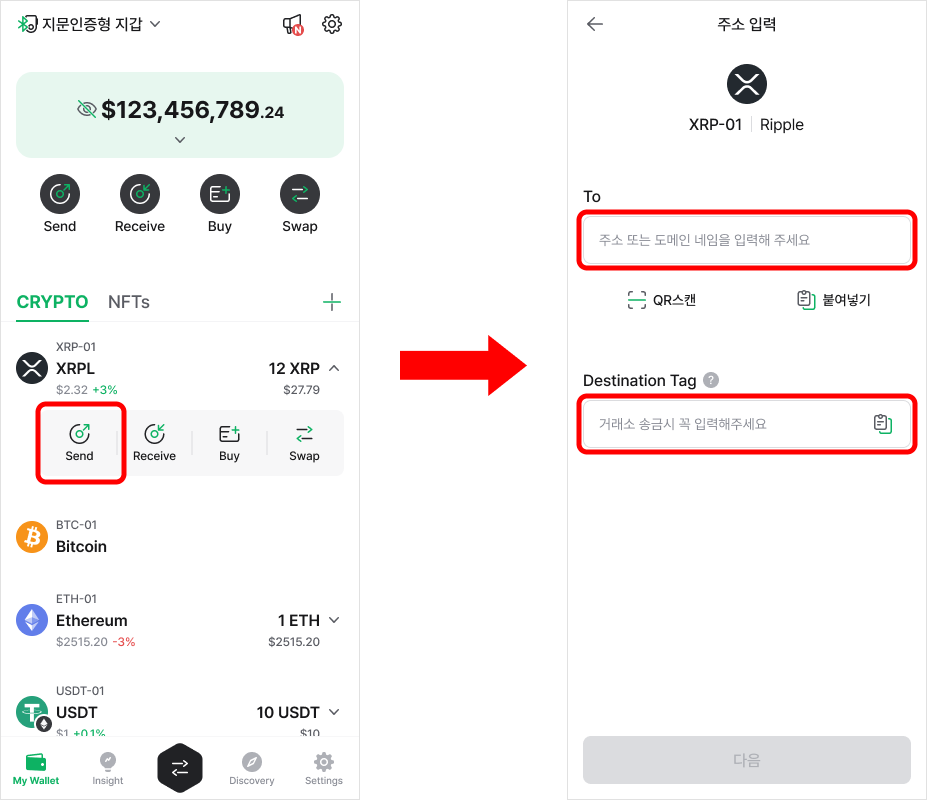 지문인증형 지갑
N
$123,456,789.24
Send
Receive
Buy
Swap
CRYPTO
NFTs
XRP-01
XRPL
12 XRP
$2.32 +3%
$27.79
Send
Receive
Buy
Swap
BTC-01
Bitcoin
ETH-01
Ethereum
1 ETH
$2515.20 -3%
$2515.20
USDT-01
USDT
10 USDT
$1 +0.1%
$10
My Wallet
Insight
Discovery
Settings
주소 입력
XRP-01 | Ripple
To
주소 또는 도메인 네임을 입력해 주세요
QR스캔
붙여넣기
Destination Tag ?
거래소 송금시 꼭 입력해주세요
다음